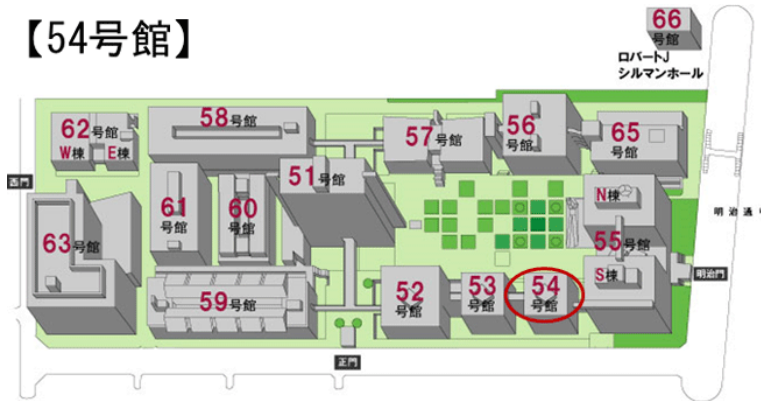 【54号館】
66
号館
ロバートJ
シルマンホール
62号館
W棟 E棟
58号館
57号館
56
号館
65
号館
51号館
西門
61
号館
60
号館
N棟
明治通り
63号館
55号館
S棟
明治門
59号館
52
号館
53
号館
54
号館
正門